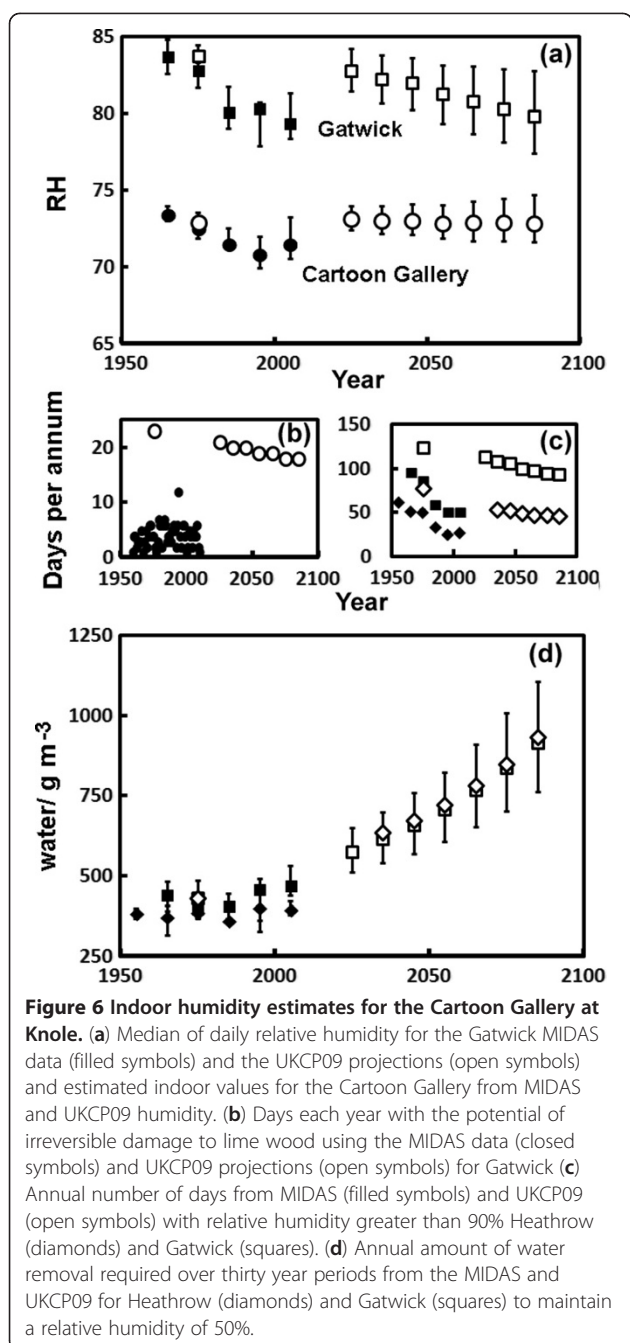 85
(a)
80
Gatwick
RH
75
70
Cartoon Gallery
65
1950 2000 2050 2100
Year
20
(b)
10
0
1950 2000 2050 2100
Days per annum
150
(c)
100
50
0
1950 2000 2050 2100
Year
1250
(d)
1000
750
500
250
water/ g m-3
1950 2000 2050 2100
Figure 6 Indoor humidity estimates for the Cartoon Gallery at
Knole. (a) Median of daily relative humidity for the Gatwick MIDAS
data (filled symbols) and the UKCP09 projections (open symbols)
and estimated indoor values for the Cartoon Gallery from MIDAS
and UKCP09 humidity. (b) Days each year with the potential of
irreversible damage to lime wood using the MIDAS data (closed
symbols) and UKCP09 projections (open symbols) for Gatwick (c)
Annual number of days from MIDAS (filled symbols) and UKCP09
(open symbols) with relative humidity greater than 90% Heathrow
(diamonds) and Gatwick (squares). (d) Annual amount of water
removal required over thirty year periods from the MIDAS and
UKCP09 for Heathrow (diamonds) and Gatwick (squares) to maintain
a relative humidity of 50%.